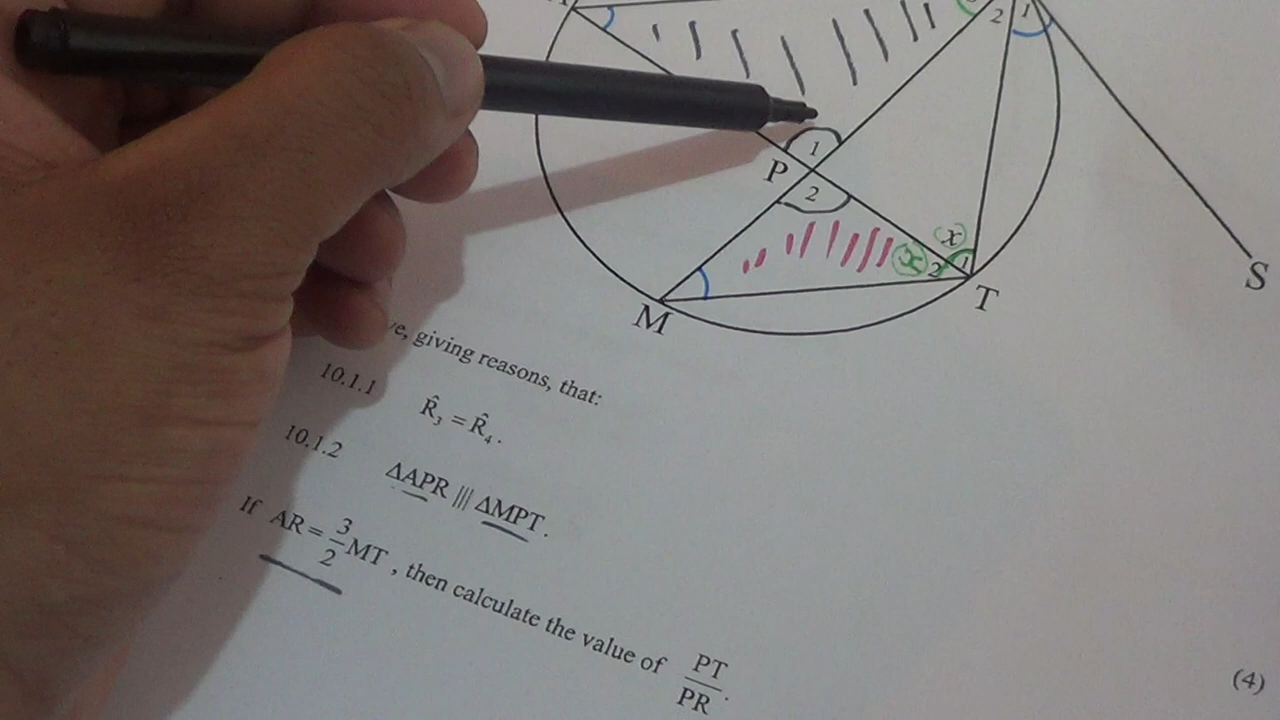 2 1
1
P
2
x
x 2 1
T
S
M
giving reasons, that:
10.1.1 R̂₃ = R̂₄.
10.1.2 ΔAPR ||| ΔMPT.
If AR = 3/2 MT , then calculate the value of PT/PR.
(4)